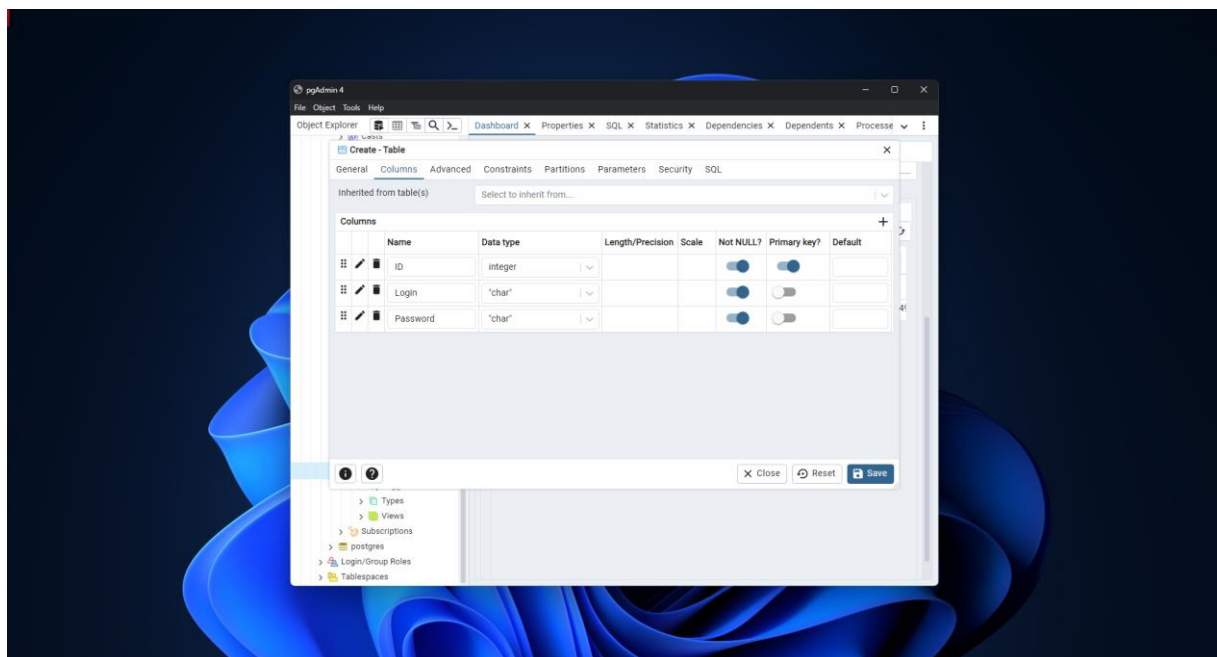 pgAdmin 4
File Object Tools Help
Object Explorer
Dashboard Properties SQL Statistics Dependencies Dependents Processe
Casts
Create - Table
General Columns Advanced Constraints Partitions Parameters Security SQL
Inherited from table(s) Select to inherit from...
Columns
Name Data type Length/Precision Scale Not NULL? Primary key? Default
ID integer
Login "char"
Password "char"
Close Reset Save
Types
Views
Subscriptions
postgres
Login/Group Roles
Tablespaces